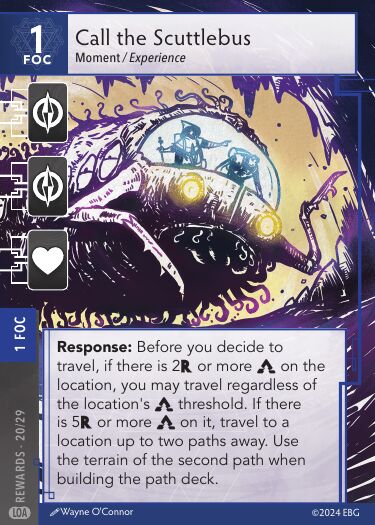 1
FOC
Call the Scuttlebus
Moment / Experience
1 FOC
Response: Before you decide to
travel, if there is 2R or more on the
location, you may travel regardless of
the location's threshold. If there
is 5R or more on it, travel to a
location up to two paths away. Use
the terrain of the second path when
building the path deck.
REWARDS - 20/29
LOA
Wayne O'Connor
©2024 EBG